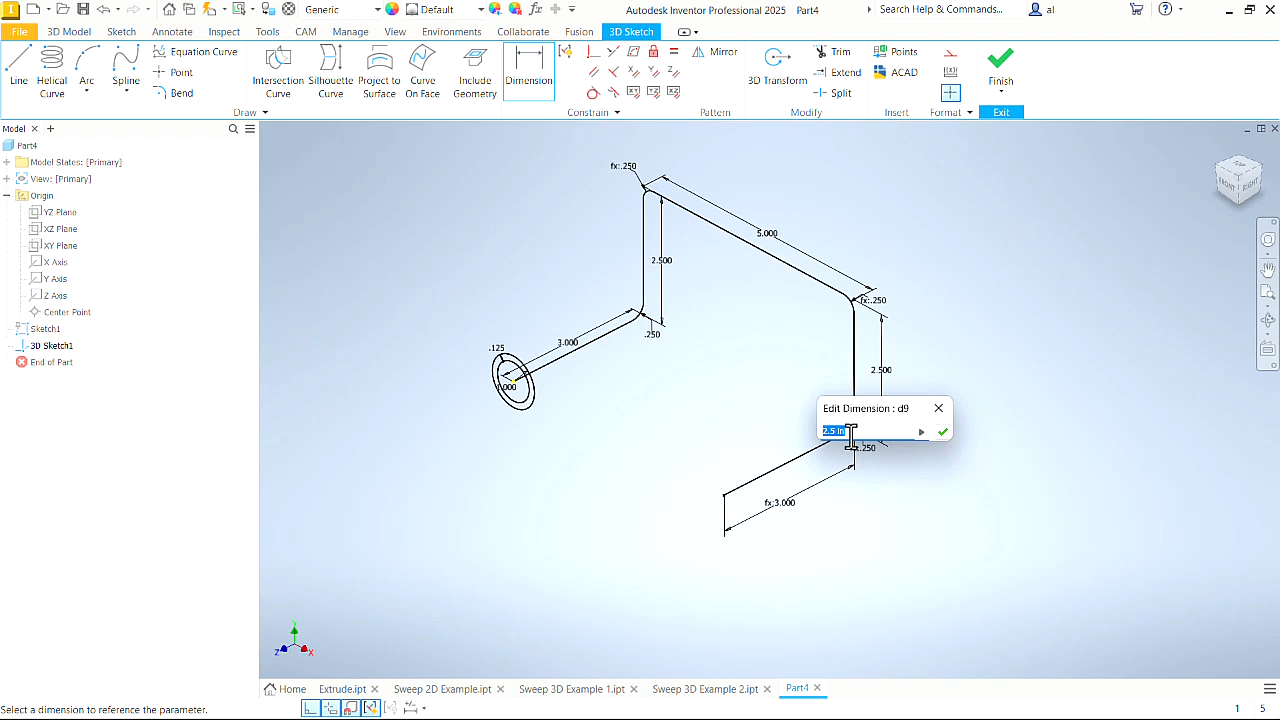 Generic
Default
fx
Autodesk Inventor Professional 2025 Part4
Search Help & Commands...
al
File 3D Model Sketch Annotate Inspect Tools CAM Manage View Environments Collaborate Fusion 3D Sketch
Line
Helical Curve
Arc
Spline
Equation Curve
Point
Bend
Intersection Curve
Silhouette Curve
Project to Surface
Curve On Face
Include Geometry
Dimension
Mirror
3D Transform
Trim
Extend
Split
Points
ACAD
Finish
Draw Constrain Pattern Modify Insert Format Exit
Model
Part4
Model States: [Primary]
View: [Primary]
Origin
YZ Plane
XZ Plane
XY Plane
X Axis
Y Axis
Z Axis
Center Point
Sketch1
3D Sketch1
End of Part
TOP
FRONT
RIGHT
fx:.250
5.000
2.500
fx:.250
.250
3.000
.125
1.000
2.500
Edit Dimension : d9
2.5 in
.250
fx:3.000
Y
Z
X
Home Extrude.ipt Sweep 2D Example.ipt Sweep 3D Example 1.ipt Sweep 3D Example 2.ipt Part4
Select a dimension to reference the parameter.
1 5